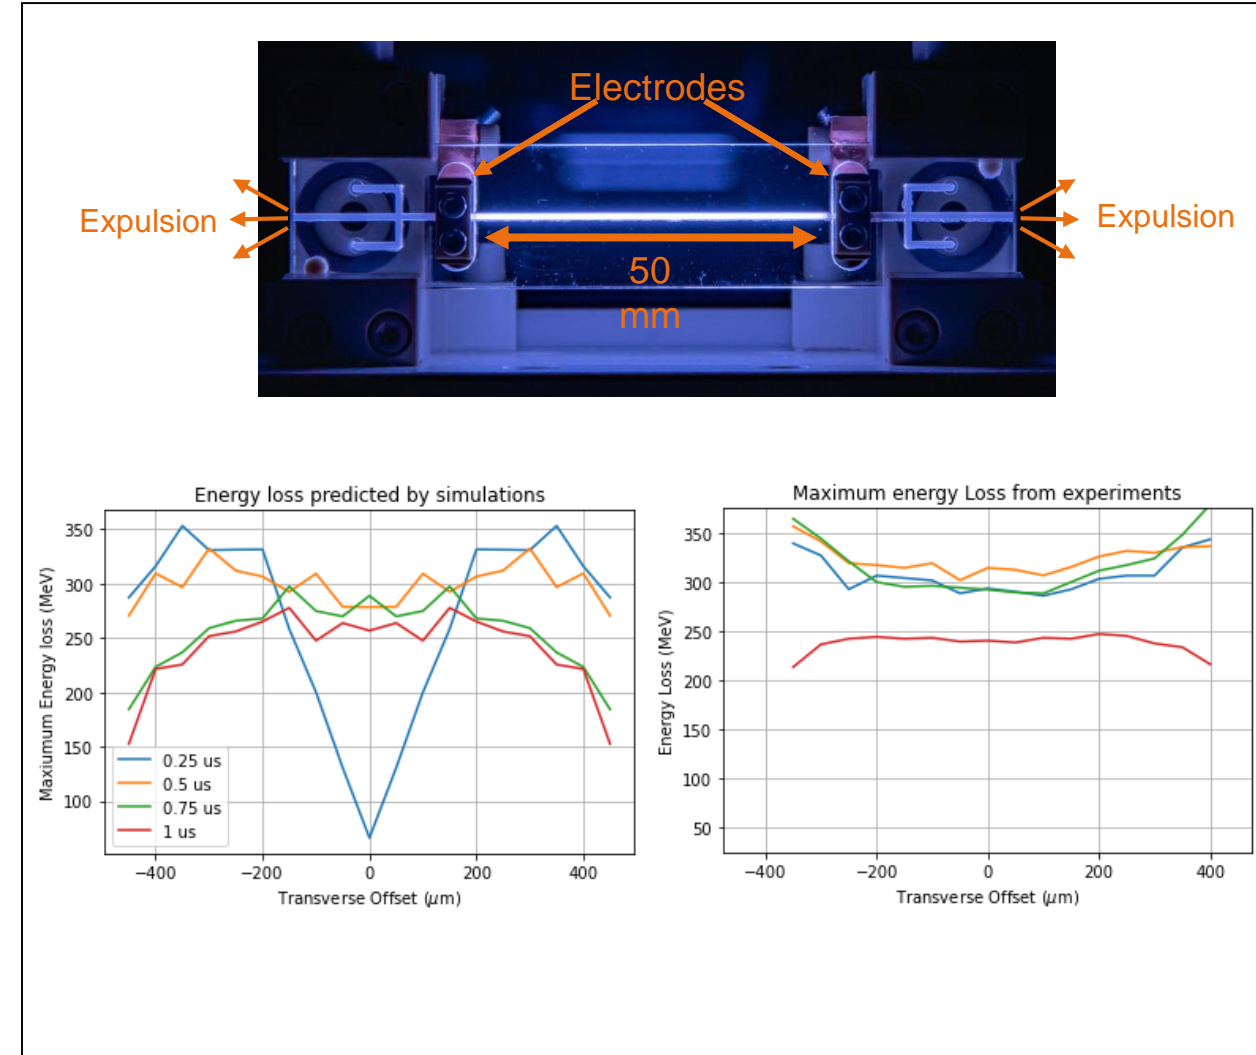 Electrodes
Expulsion
Expulsion
50
mm
Energy loss predicted by simulations
Maxiumum Energy loss (MeV)
350
300
250
200
150
100
0.25 us
0.5 us
0.75 us
1 us
−400
−200
0
200
400
Transverse Offset (μm)
Maximum energy Loss from experiments
Energy Loss (MeV)
350
300
250
200
150
100
50
−400
−200
0
200
400
Transverse Offset (μm)